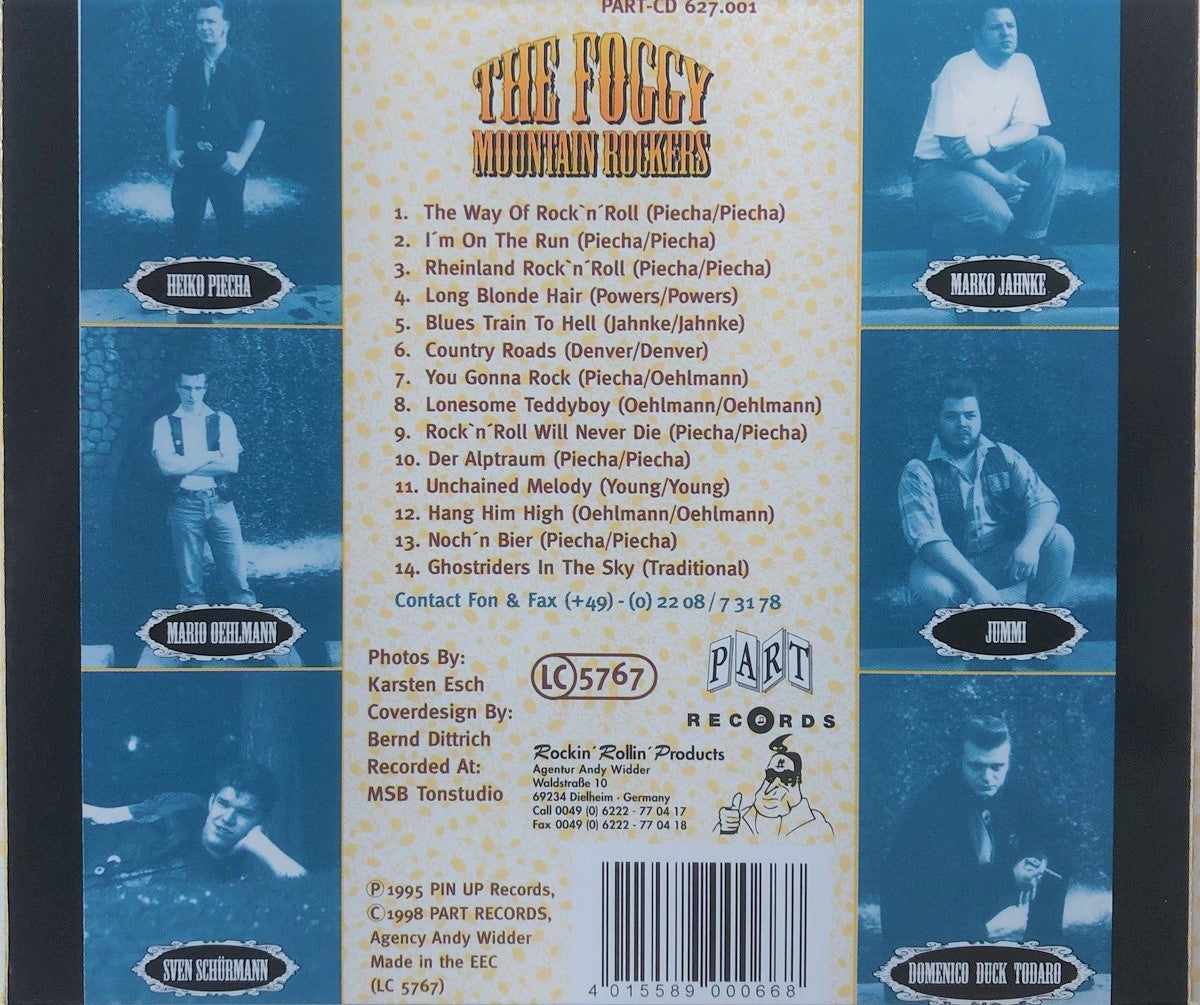 PART-CD 627.001
THE FOGGY
MOUNTAIN ROCKERS
1. The Way Of Rock`n´Roll (Piecha/Piecha)
2. I´m On The Run (Piecha/Piecha)
3. Rheinland Rock`n´Roll (Piecha/Piecha)
4. Long Blonde Hair (Powers/Powers)
5. Blues Train To Hell (Jahnke/Jahnke)
6. Country Roads (Denver/Denver)
7. You Gonna Rock (Piecha/Oehlmann)
8. Lonesome Teddyboy (Oehlmann/Oehlmann)
9. Rock`n´Roll Will Never Die (Piecha/Piecha)
10. Der Alptraum (Piecha/Piecha)
11. Unchained Melody (Young/Young)
12. Hang Him High (Oehlmann/Oehlmann)
13. Noch´n Bier (Piecha/Piecha)
14. Ghostriders In The Sky (Traditional)
Contact Fon & Fax (+49) - (0) 22 08 / 7 31 78
HEIKO PIECHA
MARIO OEHLMANN
SVEN SCHÜRMANN
MARKO JAHNKE
JUMMI
DOMENICO DUCK TODARO
Photos By:
Karsten Esch
Coverdesign By:
Bernd Dittrich
Recorded At:
MSB Tonstudio
LC 5767
PART
RECORDS
Rockin´Rollin´Products
Agentur Andy Widder
Waldstraße 10
69234 Dielheim - Germany
Call 0049 (0) 6222 - 77 04 17
Fax 0049 (0) 6222 - 77 04 18
℗ 1995 PIN UP Records,
© 1998 PART RECORDS,
Agency Andy Widder
Made in the EEC
(LC 5767)
4 015589 000668